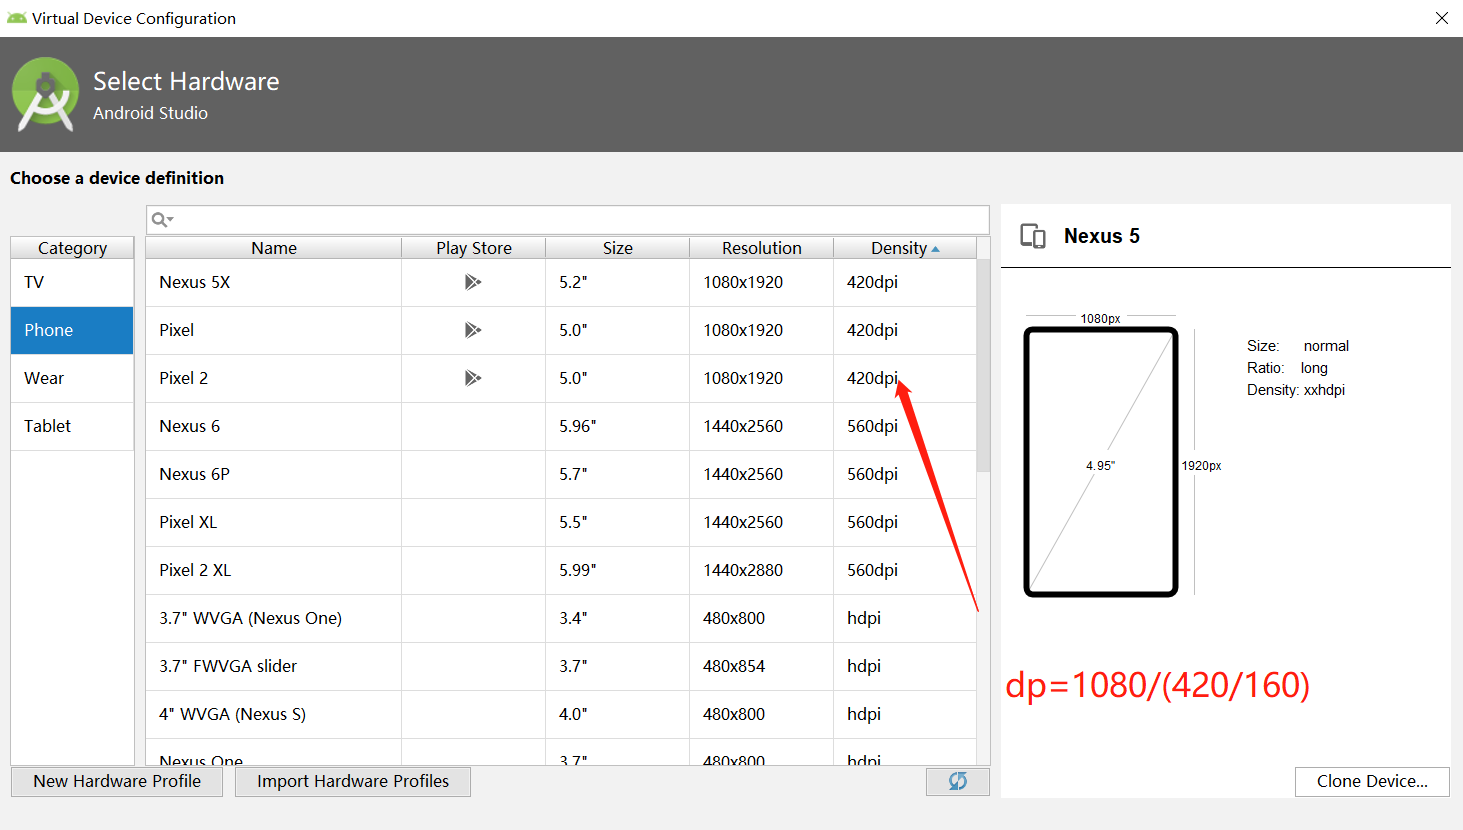 Virtual Device Configuration
Select Hardware
Android Studio
Choose a device definition
Category
TV
Phone
Wear
Tablet
Name Play Store Size Resolution Density
Nexus 5X 5.2" 1080x1920 420dpi
Pixel 5.0" 1080x1920 420dpi
Pixel 2 5.0" 1080x1920 420dpi
Nexus 6 5.96" 1440x2560 560dpi
Nexus 6P 5.7" 1440x2560 560dpi
Pixel XL 5.5" 1440x2560 560dpi
Pixel 2 XL 5.99" 1440x2880 560dpi
3.7" WVGA (Nexus One) 3.4" 480x800 hdpi
3.7" FWVGA slider 3.7" 480x854 hdpi
4" WVGA (Nexus S) 4.0" 480x800 hdpi
Nexus One 3.7" 480x800 hdpi
New Hardware Profile
Import Hardware Profiles
Nexus 5
1080px
Size: normal
Ratio: long
Density: xxhdpi
4.95"
1920px
dp=1080/(420/160)
Clone Device...